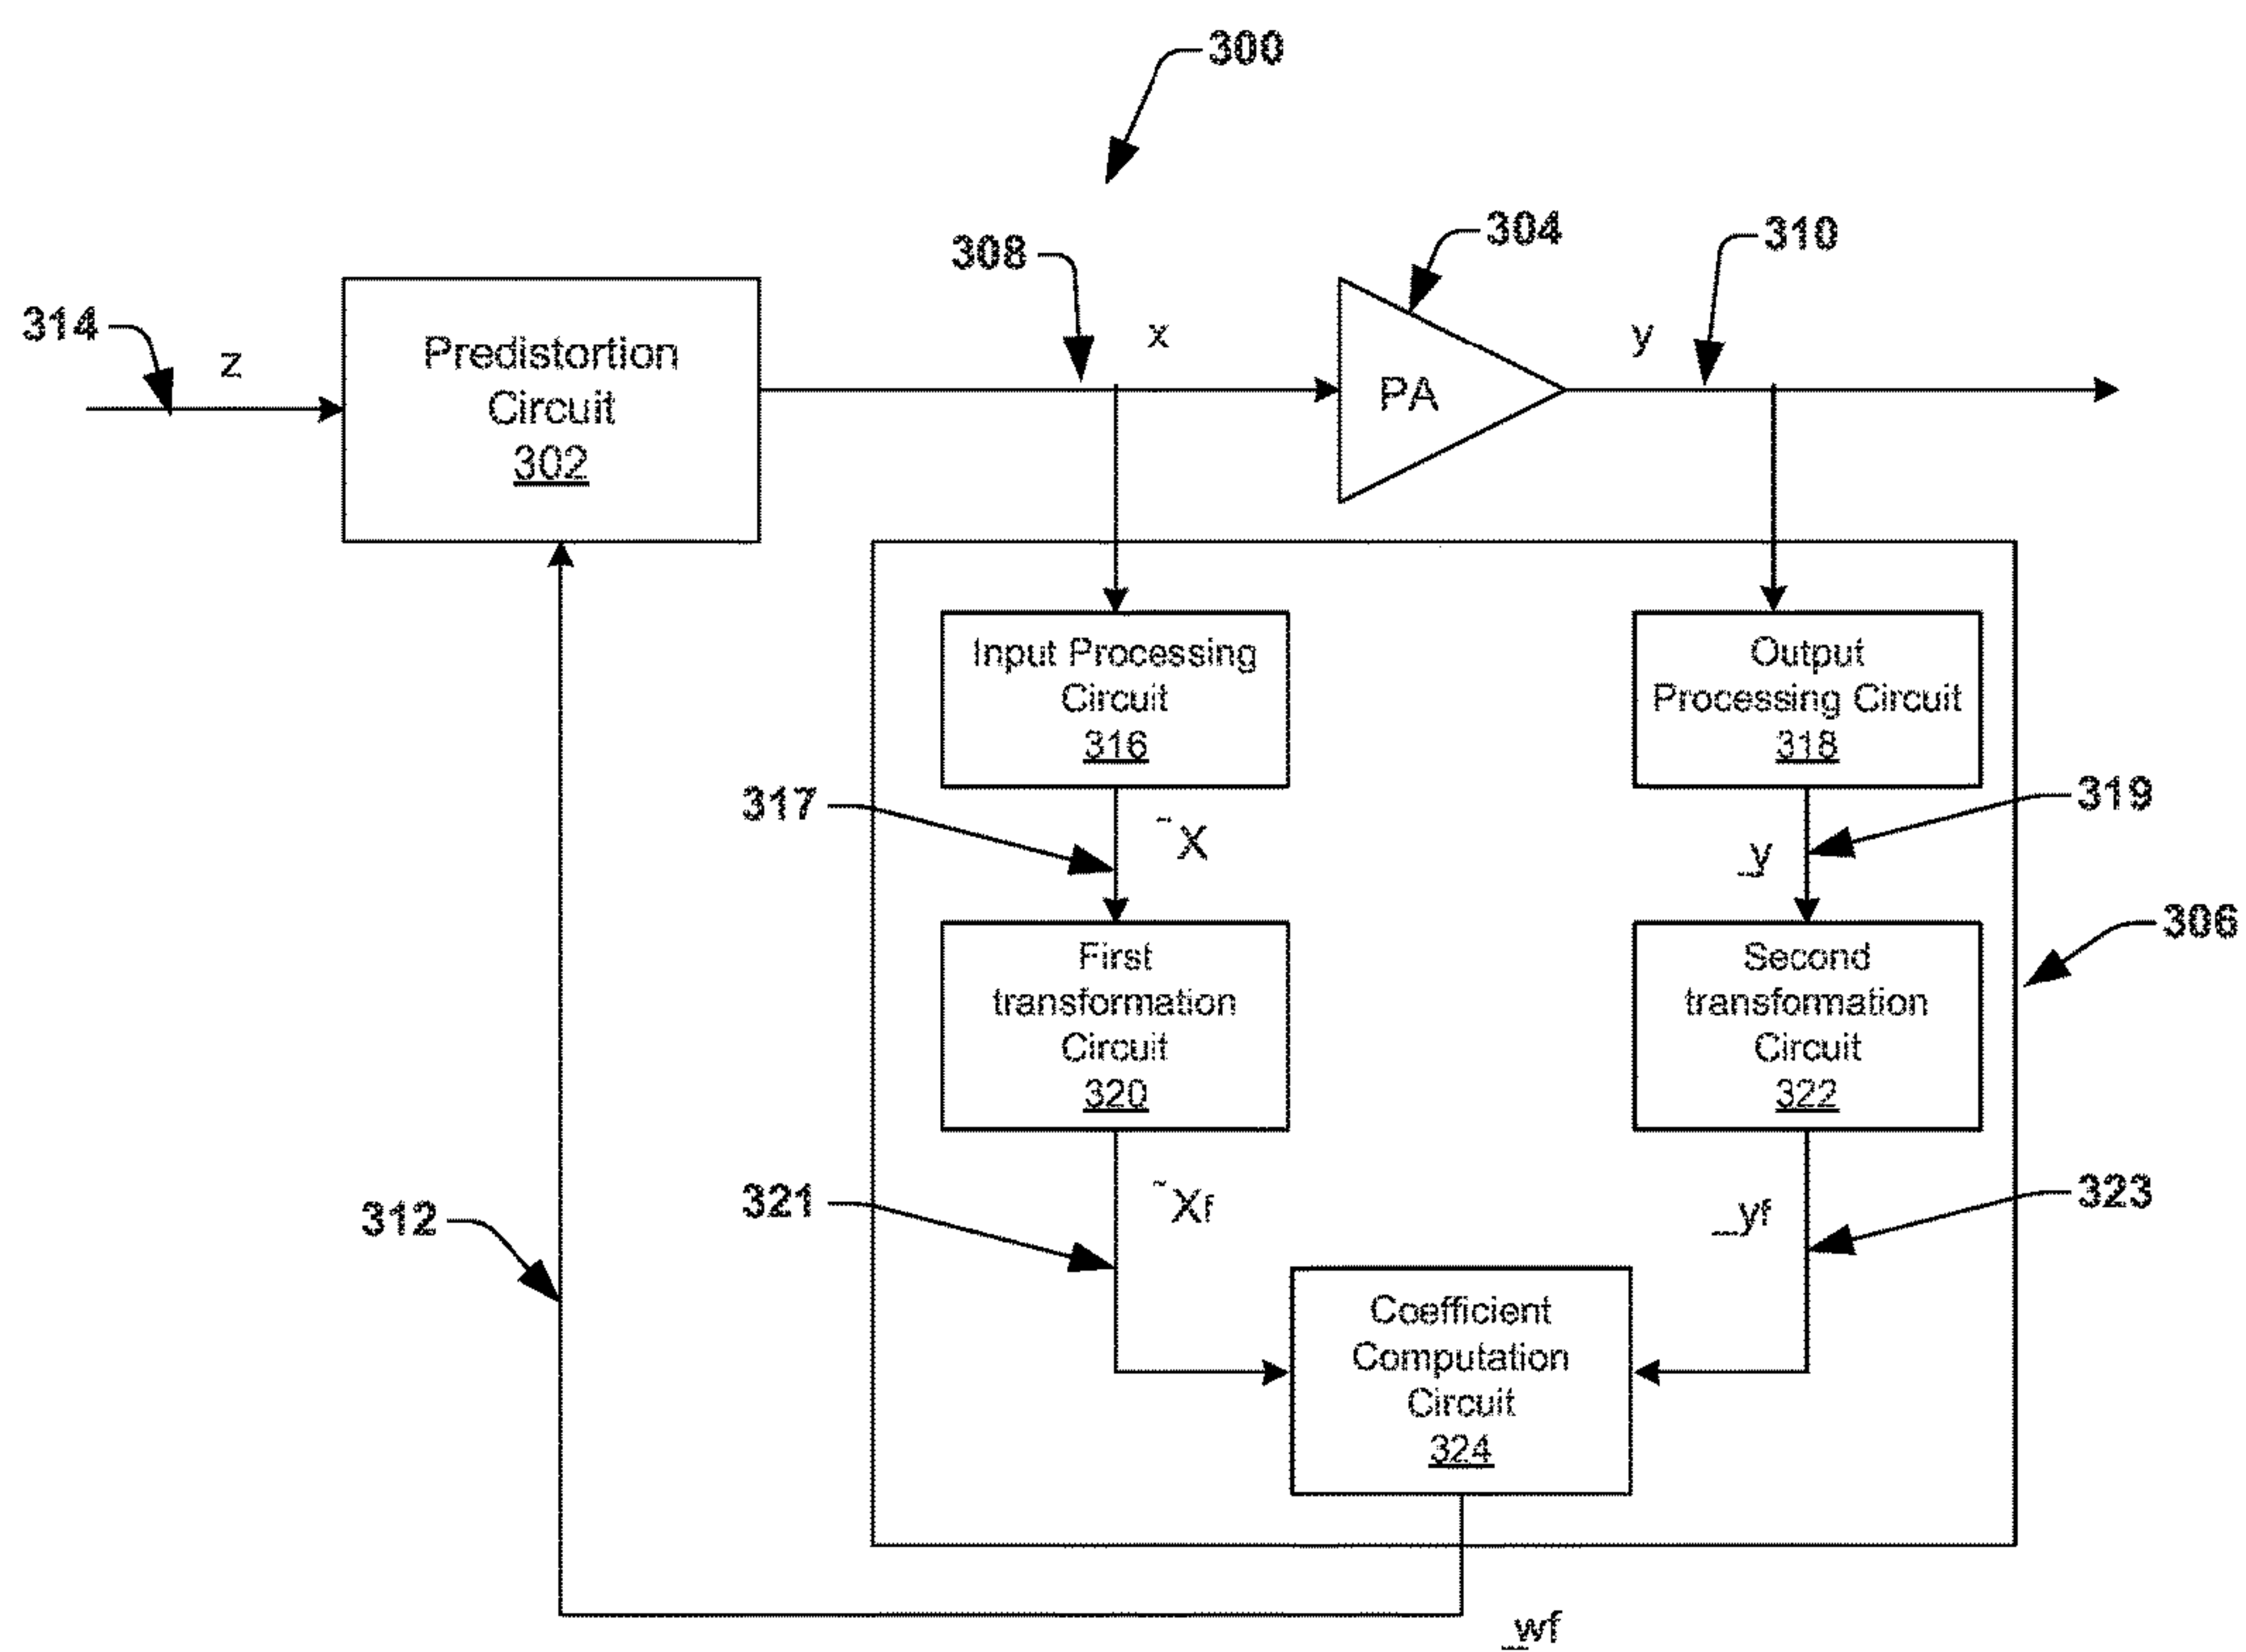 300
308
304
310
314
z
Predistortion
Circuit
302
x
PA
y
Input Processing
Circuit
316
Output
Processing Circuit
318
317
~X
_y
319
306
First
transformation
Circuit
320
Second
transformation
Circuit
322
312
321
~Xf
_yf
323
Coefficient
Computation
Circuit
324
_wf